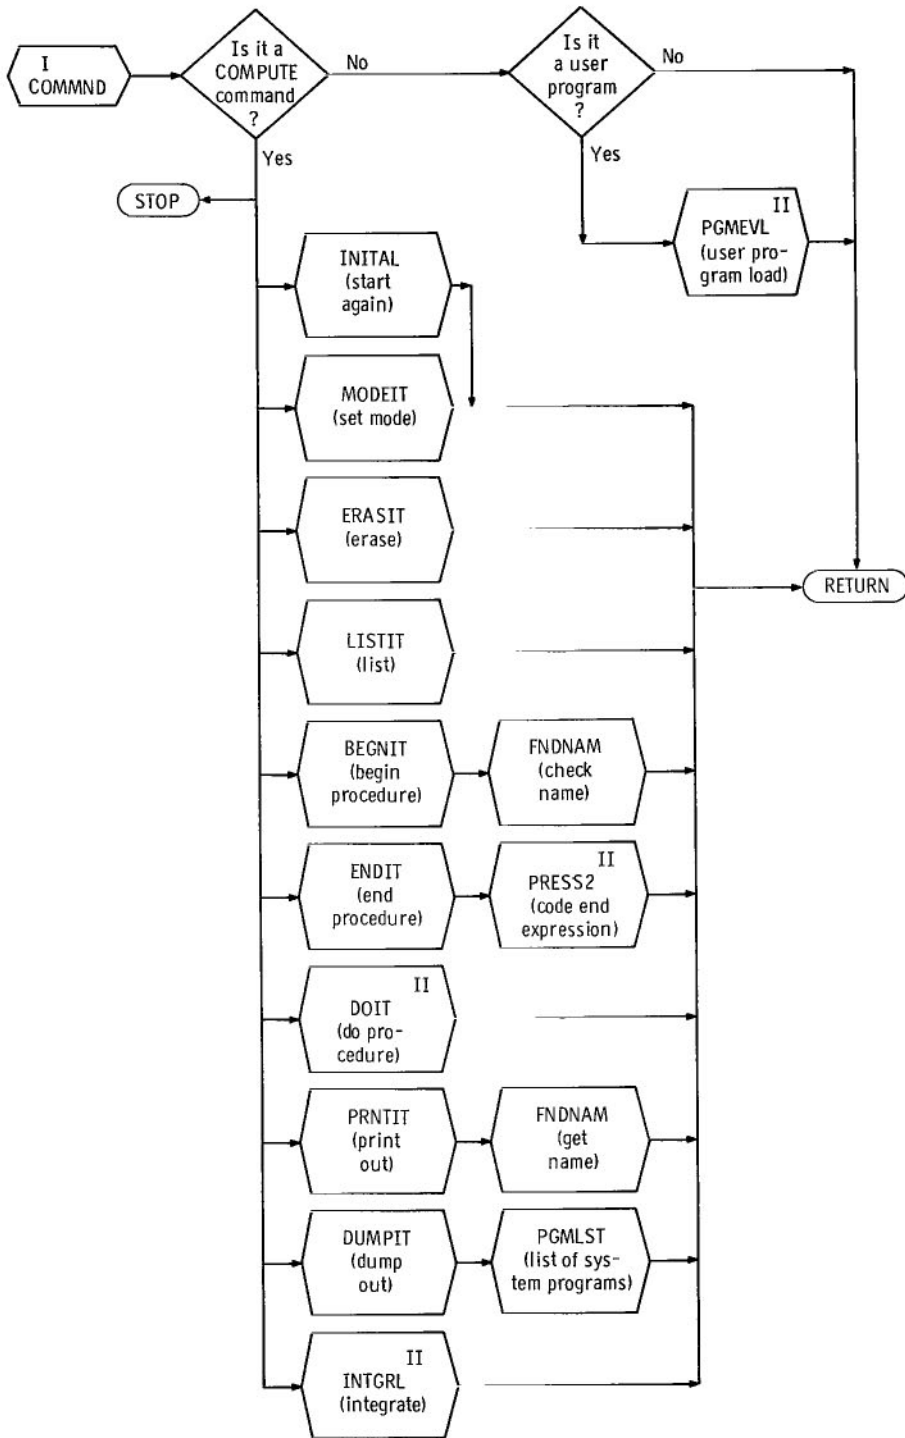 I
COMMND
Is it a
COMPUTE
command
?
No
Is it
a user
program
?
No
Yes
Yes
STOP
II
PGMEVL
(user pro-
gram load)
INITAL
(start
again)
MODEIT
(set mode)
ERASIT
(erase)
RETURN
LISTIT
(list)
BEGNIT
(begin
procedure)
FNDNAM
(check
name)
ENDIT
(end
procedure)
II
PRESS2
(code end
expression)
II
DOIT
(do pro-
cedure)
PRNTIT
(print
out)
FNDNAM
(get
name)
DUMPIT
(dump
out)
PGMLST
(list of sys-
tem programs)
II
INTGRL
(integrate)